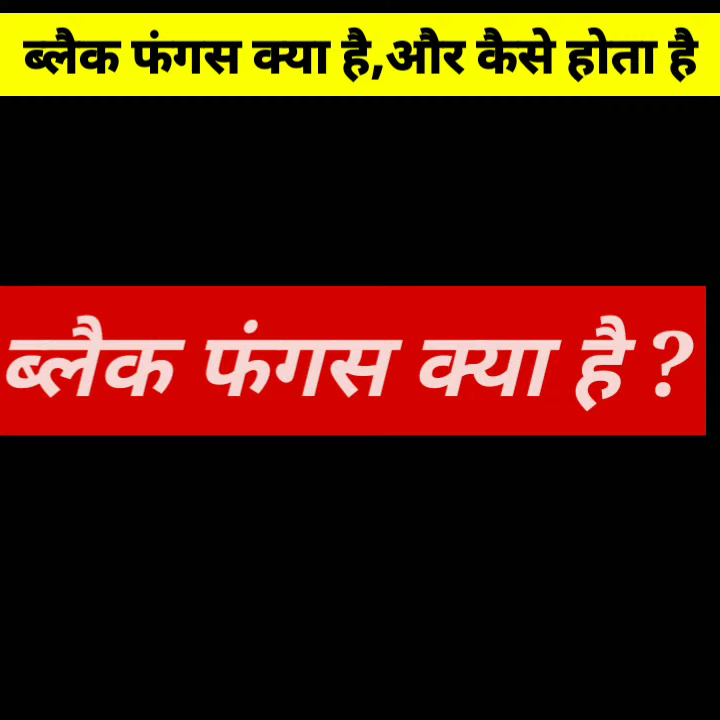 ब्लैक फंगस क्या है,और कैसे होता है
ब्लैक फंगस क्या है ?